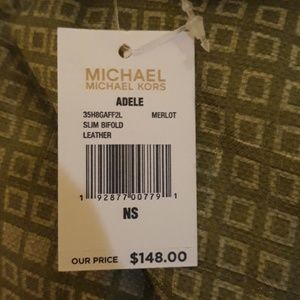 MICHAEL
MICHAEL KORS
ADELE
35H8GAFF2L MERLOT
SLIM BIFOLD
LEATHER
1 92877 00779 1
NS
OUR PRICE $148.00